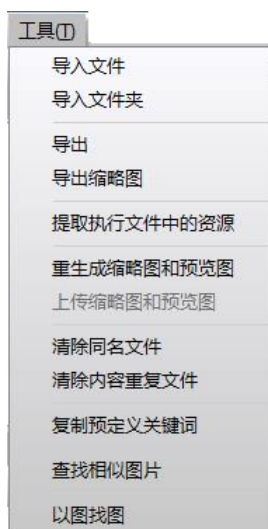 工具(T)
导入文件
导入文件夹
导出
导出缩略图
提取执行文件中的资源
重生成缩略图和预览图
上传缩略图和预览图
清除同名文件
清除内容重复文件
复制预定义关键词
查找相似图片
以图找图